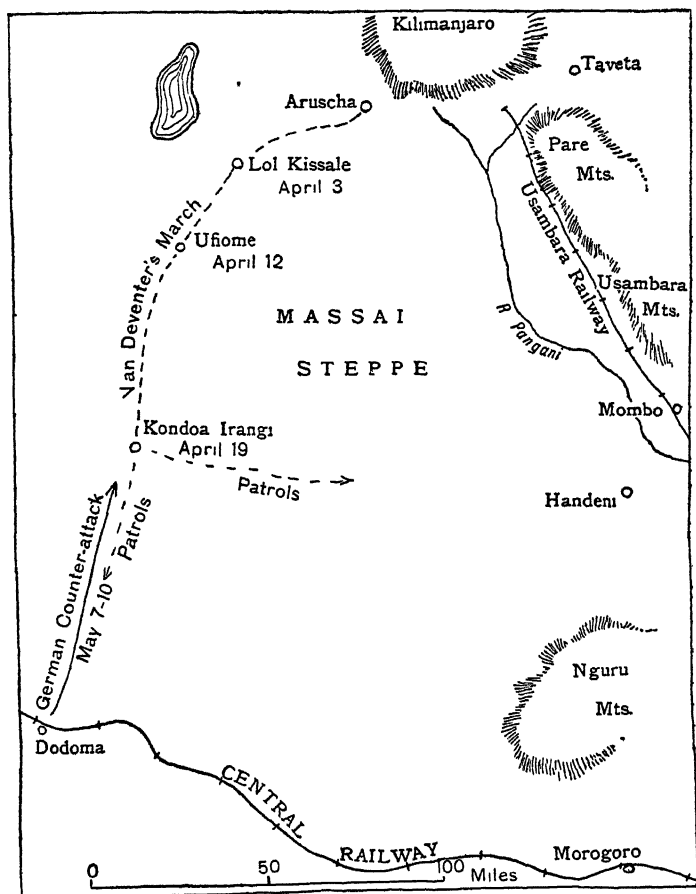 Kilimanjaro
Taveta
Aruscha
Pare
Mts.
Lol Kissale
April 3
Van Deventer's March
Ufiome
April 12
Usambara Railway
Usambara
Mts.
MASSAI
STEPPE
R Pangani
Mombo
Kondoa Irangi
April 19
Patrols
Handeni
German Counter-attack
May 7-10
Patrols
Nguru
Mts.
Dodoma
CENTRAL
RAILWAY
Morogoro
0 50 100 Miles